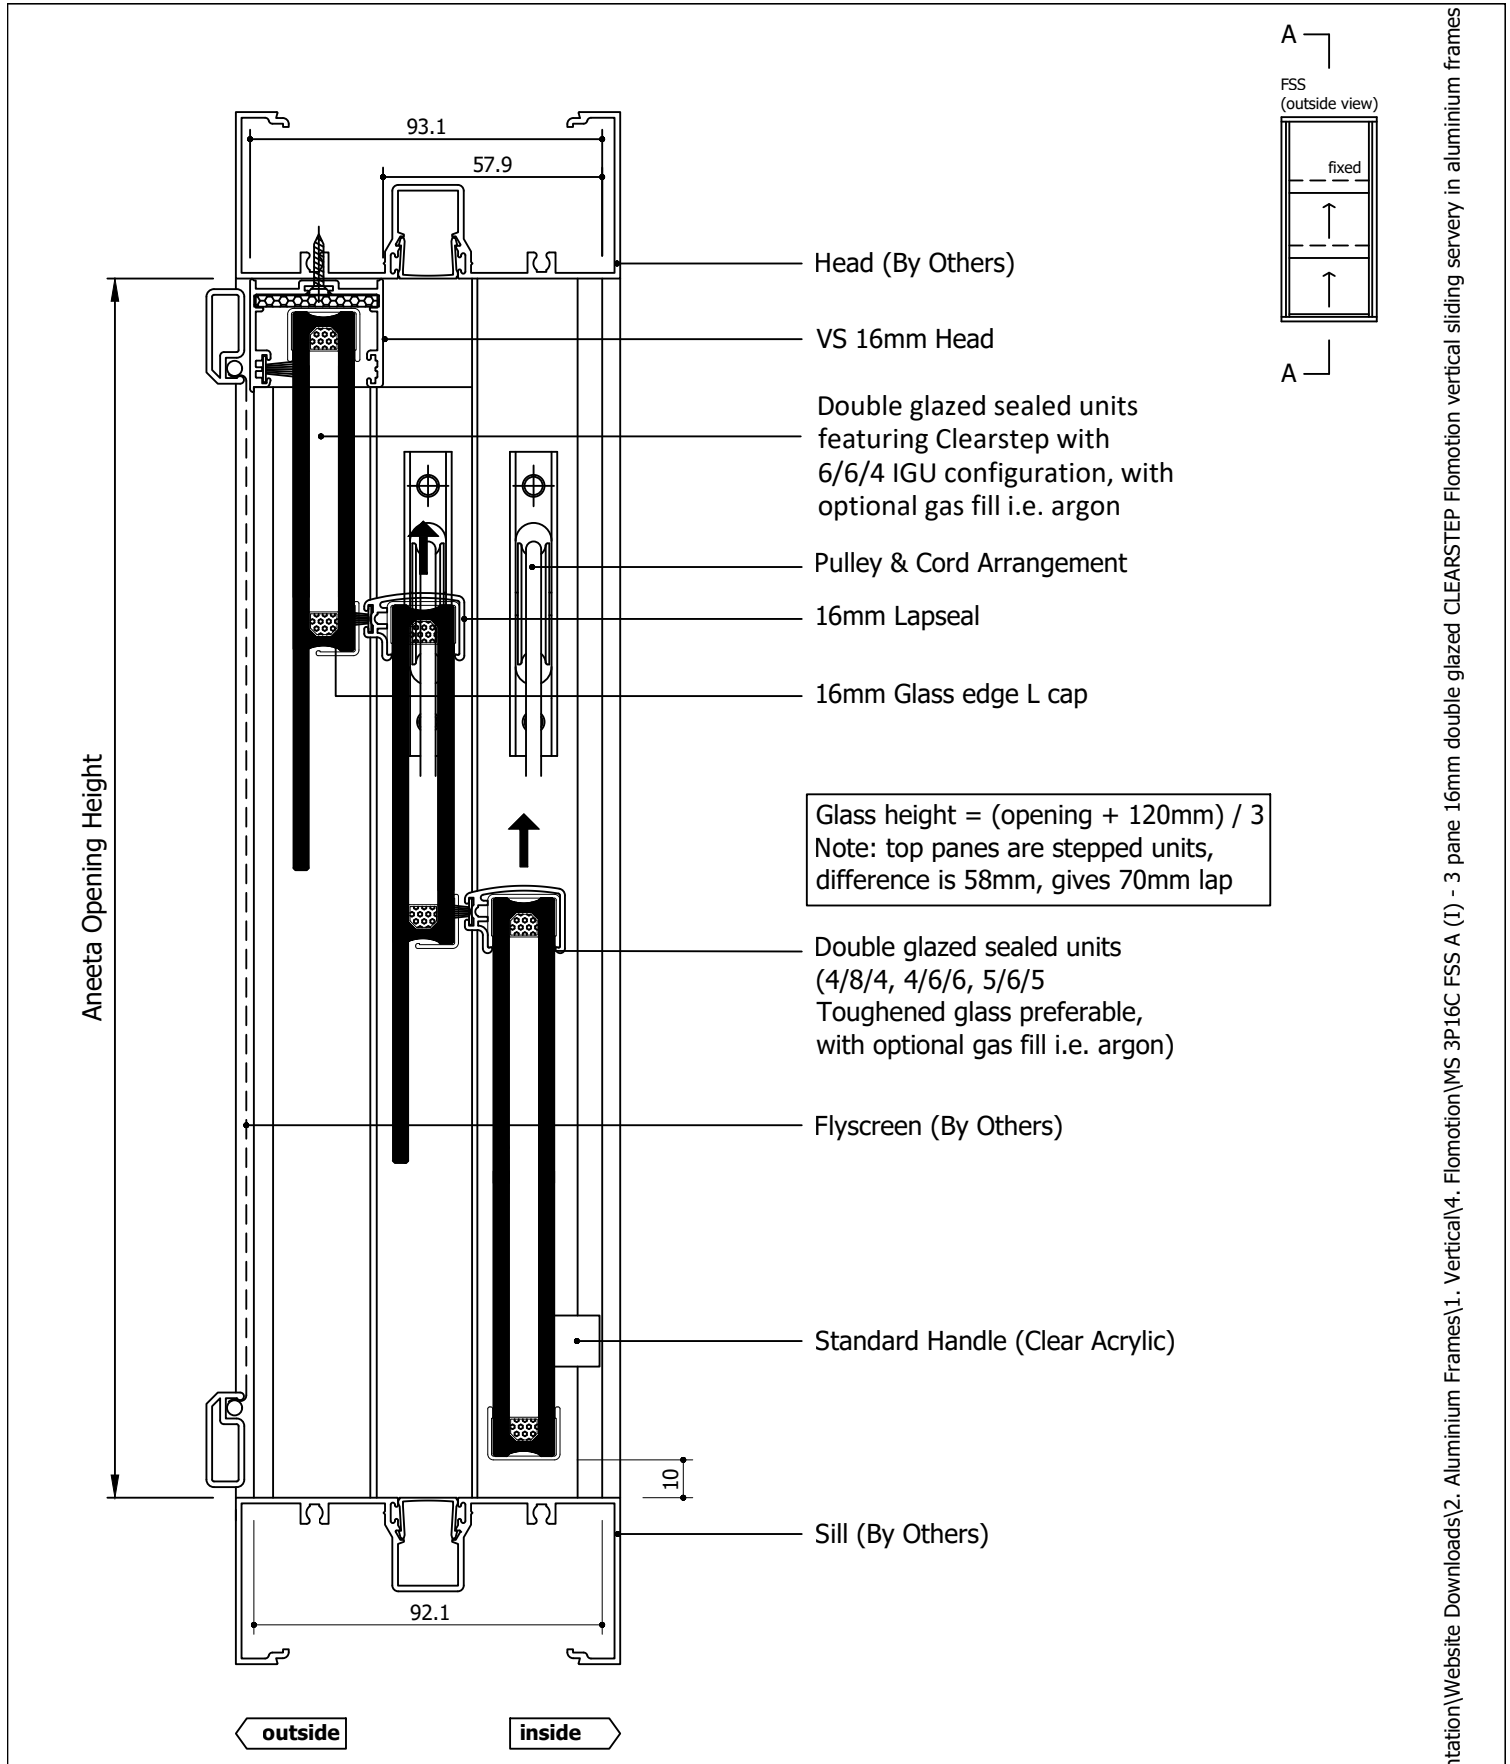 A
FSS
(outside view)
fixed
A
93.1
57.9
Head (By Others)
VS 16mm Head
Double glazed sealed units
featuring Clearstep with
6/6/4 IGU configuration, with
optional gas fill i.e. argon
Pulley & Cord Arrangement
16mm Lapseal
16mm Glass edge L cap
Aneeta Opening Height
Glass height = (opening + 120mm) / 3
Note: top panes are stepped units,
difference is 58mm, gives 70mm lap
Double glazed sealed units
(4/8/4, 4/6/6, 5/6/5
Toughened glass preferable,
with optional gas fill i.e. argon)
Flyscreen (By Others)
Standard Handle (Clear Acrylic)
10
Sill (By Others)
92.1
outside
inside
ntation\Website Downloads\2. Aluminium Frames\1. Vertical\4. Flomotion\MS 3P16C FSS A (I) - 3 pane 16mm double glazed CLEARSTEP Flomotion vertical sliding servery in aluminium frames